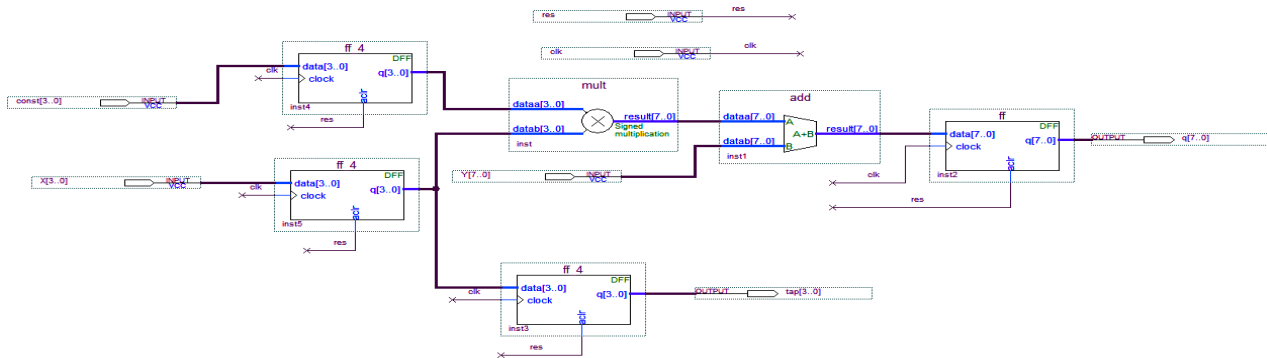 res INPUT VCC res
clk INPUT VCC clk
ff_4
DFF
data[3..0] q[3..0]
clk
clock
aclr
inst4
res
const[3..0] INPUT VCC
mult
dataa[3..0]
result[7..0]
datab[3..0]
Signed multiplication
inst
add
dataa[7..0] A
A+B result[7..0]
datab[7..0] B
inst1
ff
DFF
data[7..0] q[7..0]
clock
aclr
inst2
clk
res
OUTPUT q[7..0]
X[3..0] INPUT VCC
ff_4
DFF
data[3..0] q[3..0]
clk
clock
aclr
inst5
res
Y[7..0] INPUT VCC
ff_4
DFF
data[3..0] q[3..0]
clk
clock
aclr
inst3
res
OUTPUT tap[3..0]